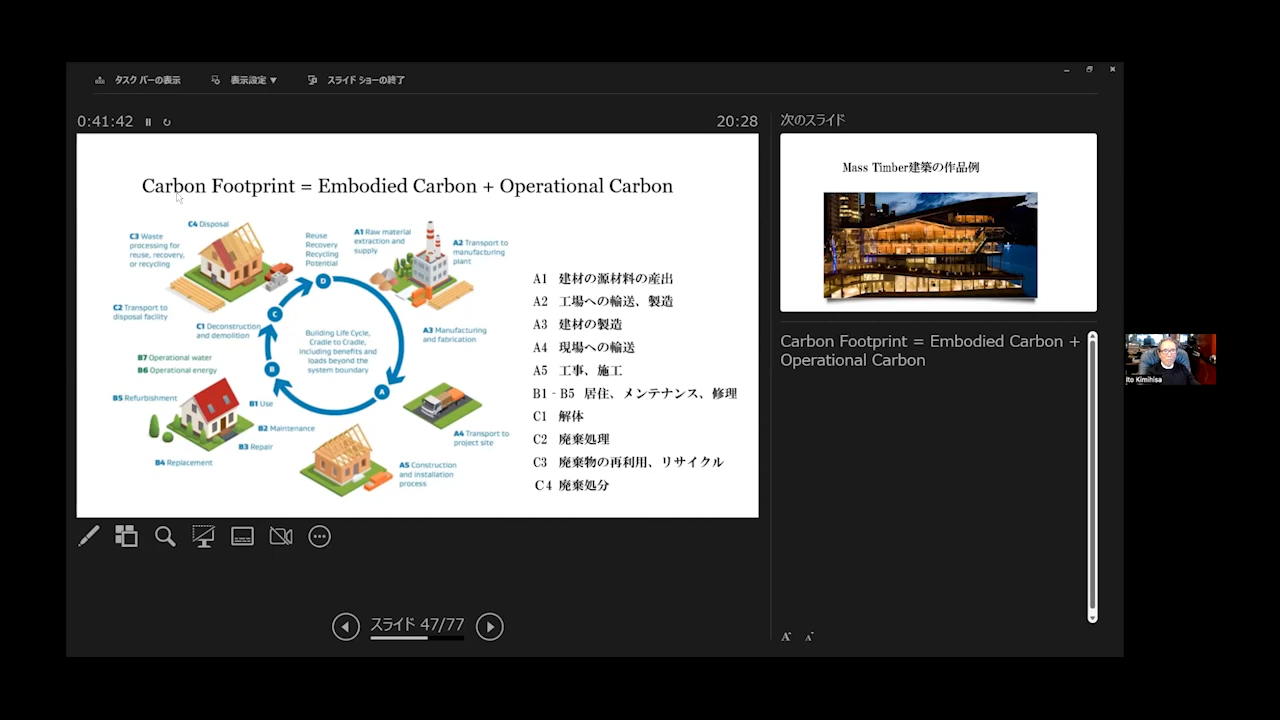 タスク バーの表示
表示設定 ▼
スライド ショーの終了
0:41:42
20:28
次のスライド
Carbon Footprint = Embodied Carbon + Operational Carbon
C4 Disposal
C3 Waste
processing for
reuse, recovery,
or recycling
Reuse
Recovery
Recycling
Potential
A1 Raw material
extraction and
supply
A2 Transport to
manufacturing
plant
C2 Transport to
disposal facility
C1 Deconstruction
and demolition
D
C
B
A
Building Life Cycle,
Cradle to Cradle,
including benefits and
loads beyond the
system boundary
A3 Manufacturing
and fabrication
B7 Operational water
B6 Operational energy
B5 Refurbishment
B1 Use
B2 Maintenance
B3 Repair
B4 Replacement
A4 Transport to
project site
A5 Construction
and installation
process
A1 建材の源材料の産出
A2 工場への輸送、製造
A3 建材の製造
A4 現場への輸送
A5 工事、施工
B1 - B5 居住、メンテナンス、修理
C1 解体
C2 廃棄処理
C3 廃棄物の再利用、リサイクル
C4 廃棄処分
Mass Timber建築の作品例
Carbon Footprint = Embodied Carbon +
Operational Carbon
Ito Kimihisa
スライド 47/77
A A